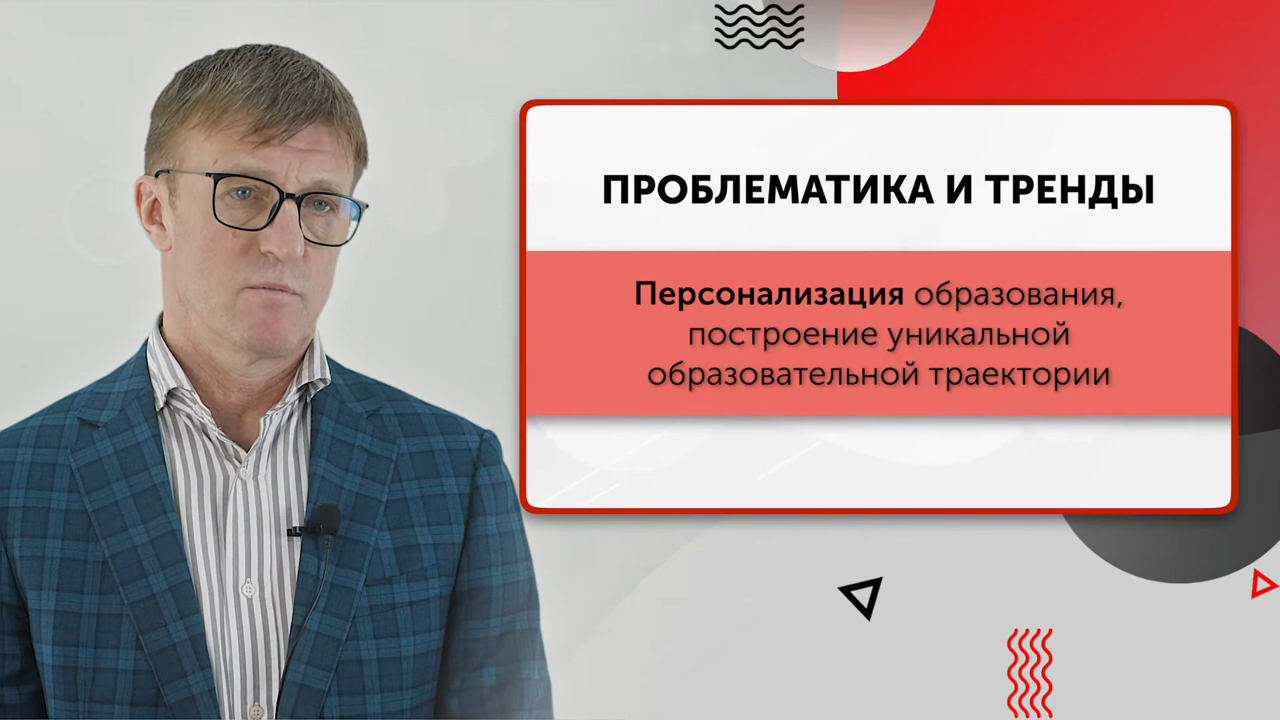 ПРОБЛЕМАТИКА И ТРЕНДЫ
Персонализация образования,
построение уникальной
образовательной траектории